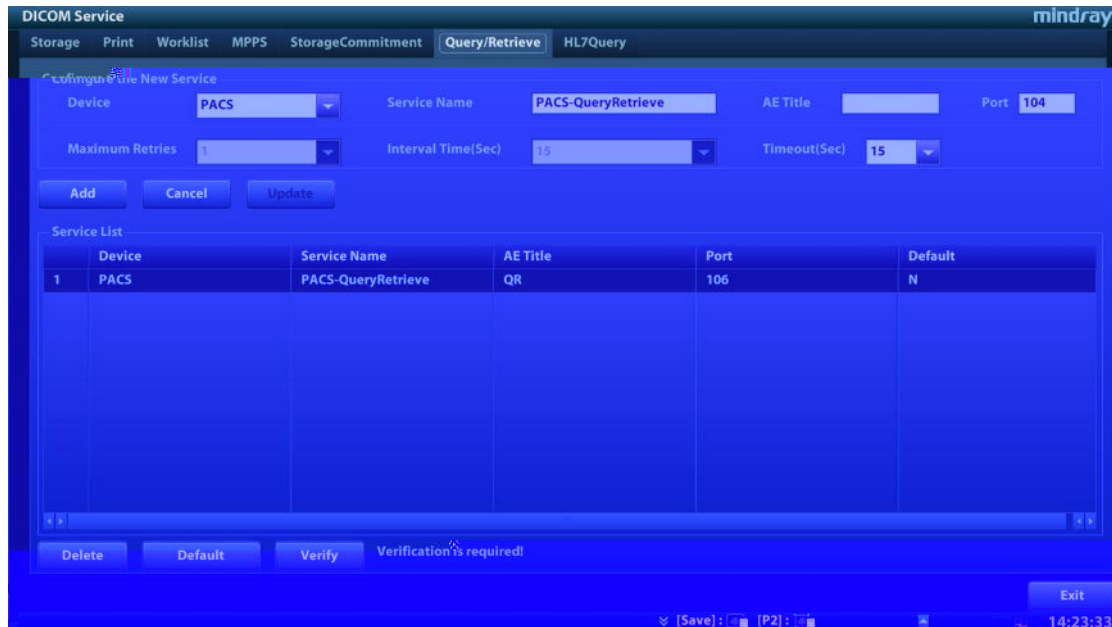 DICOM Service mindray
Storage Print Worklist MPPS StorageCommitment Query/Retrieve HL7Query
the New Service
Device PACS Service Name PACS-QueryRetrieve AE Title Port 104
Maximum Retries 1 Interval Time(Sec) 15 Timeout(Sec) 15
Add Cancel Update
Service List
Device Service Name AE Title Port Default
1 PACS PACS-QueryRetrieve QR 106 N
Delete Default Verify Verification is required!
Exit
[Save]: [P2]: 14:23:33